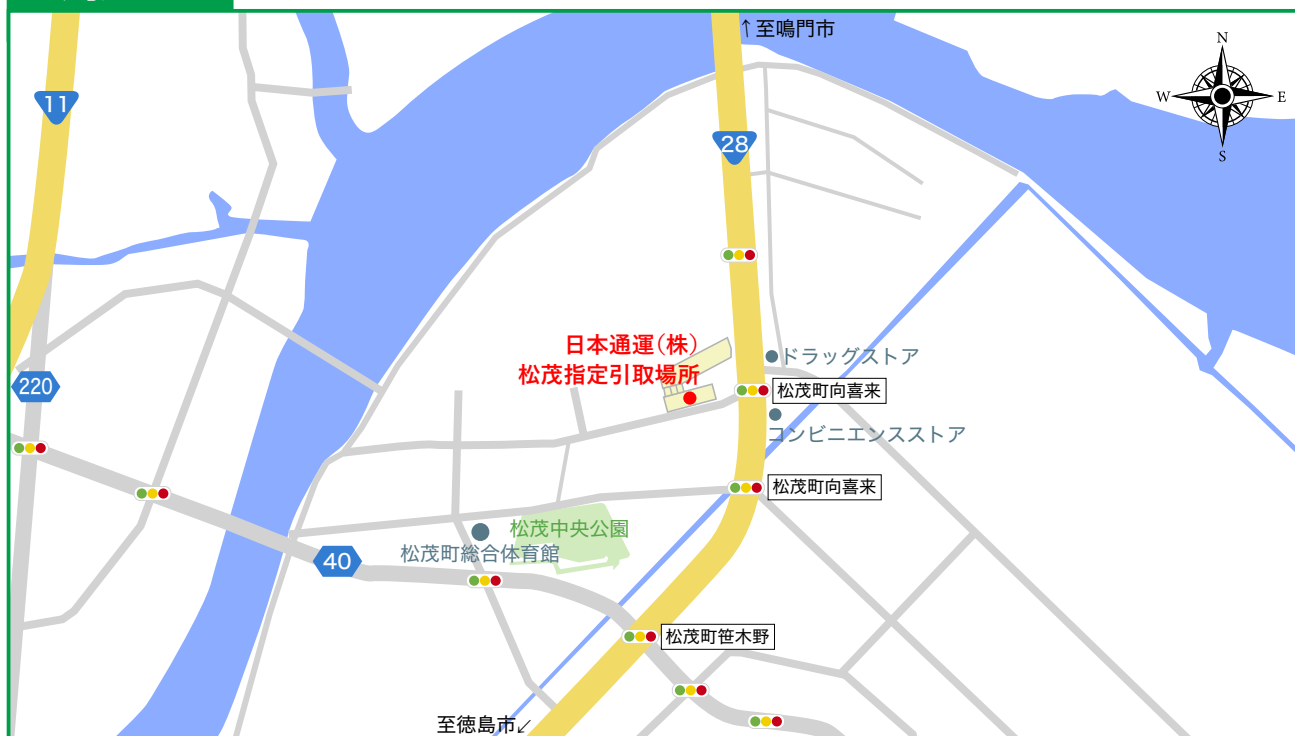 ↑至鳴門市
N
W
E
S
11
28
日本通運(株)
松茂指定引取場所
ドラッグストア
220
松茂町向喜来
コンビニエンスストア
松茂町向喜来
松茂中央公園
松茂町総合体育館
40
松茂町笹木野
至徳島市↙